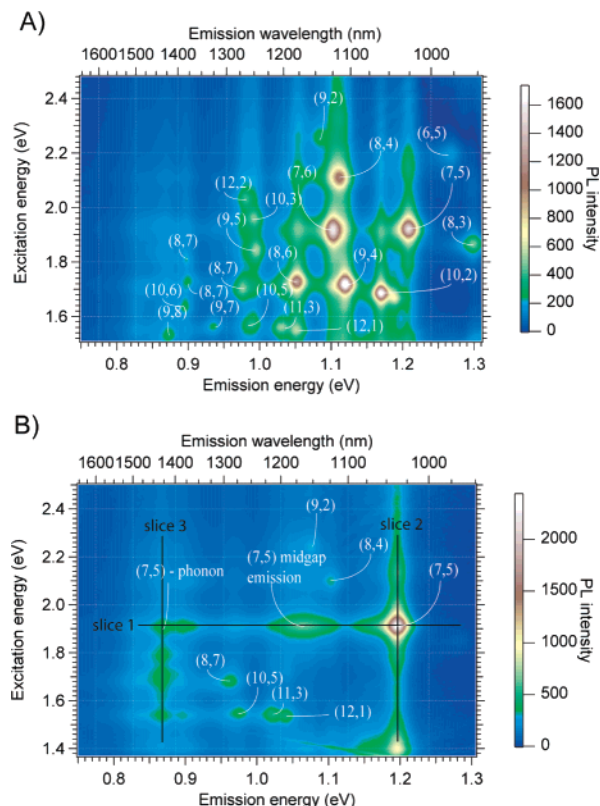 A)
Emission wavelength (nm)
1600 1500 1400 1300 1200 1100 1000
2.4
2.2
2.0
1.8
1.6
Excitation energy (eV)
(9,2)
(6,5)
(8,4)
(7,6)
(7,5)
(12,2)
(10,3)
(8,3)
(9,5)
(8,7)
(8,7)
(8,6)
(9,4)
(10,2)
(10,6)
(8,7)
(10,5)
(11,3)
(9,8)
(9,7)
(12,1)
0.8 0.9 1.0 1.1 1.2 1.3
Emission energy (eV)
1600
1400
1200
1000
800
600
400
200
0
PL intensity
B)
Emission wavelength (nm)
1600 1500 1400 1300 1200 1100 1000
2.4
2.2
2.0
1.8
1.6
1.4
Excitation energy (eV)
(9,2)
slice 3
slice 2
(7,5) - phonon
(7,5) midgap
emission
(8,4)
(7,5)
slice 1
(8,7)
(10,5)
(11,3)
(12,1)
0.8 0.9 1.0 1.1 1.2 1.3
Emission energy (eV)
2000
1500
1000
500
0
PL intensity